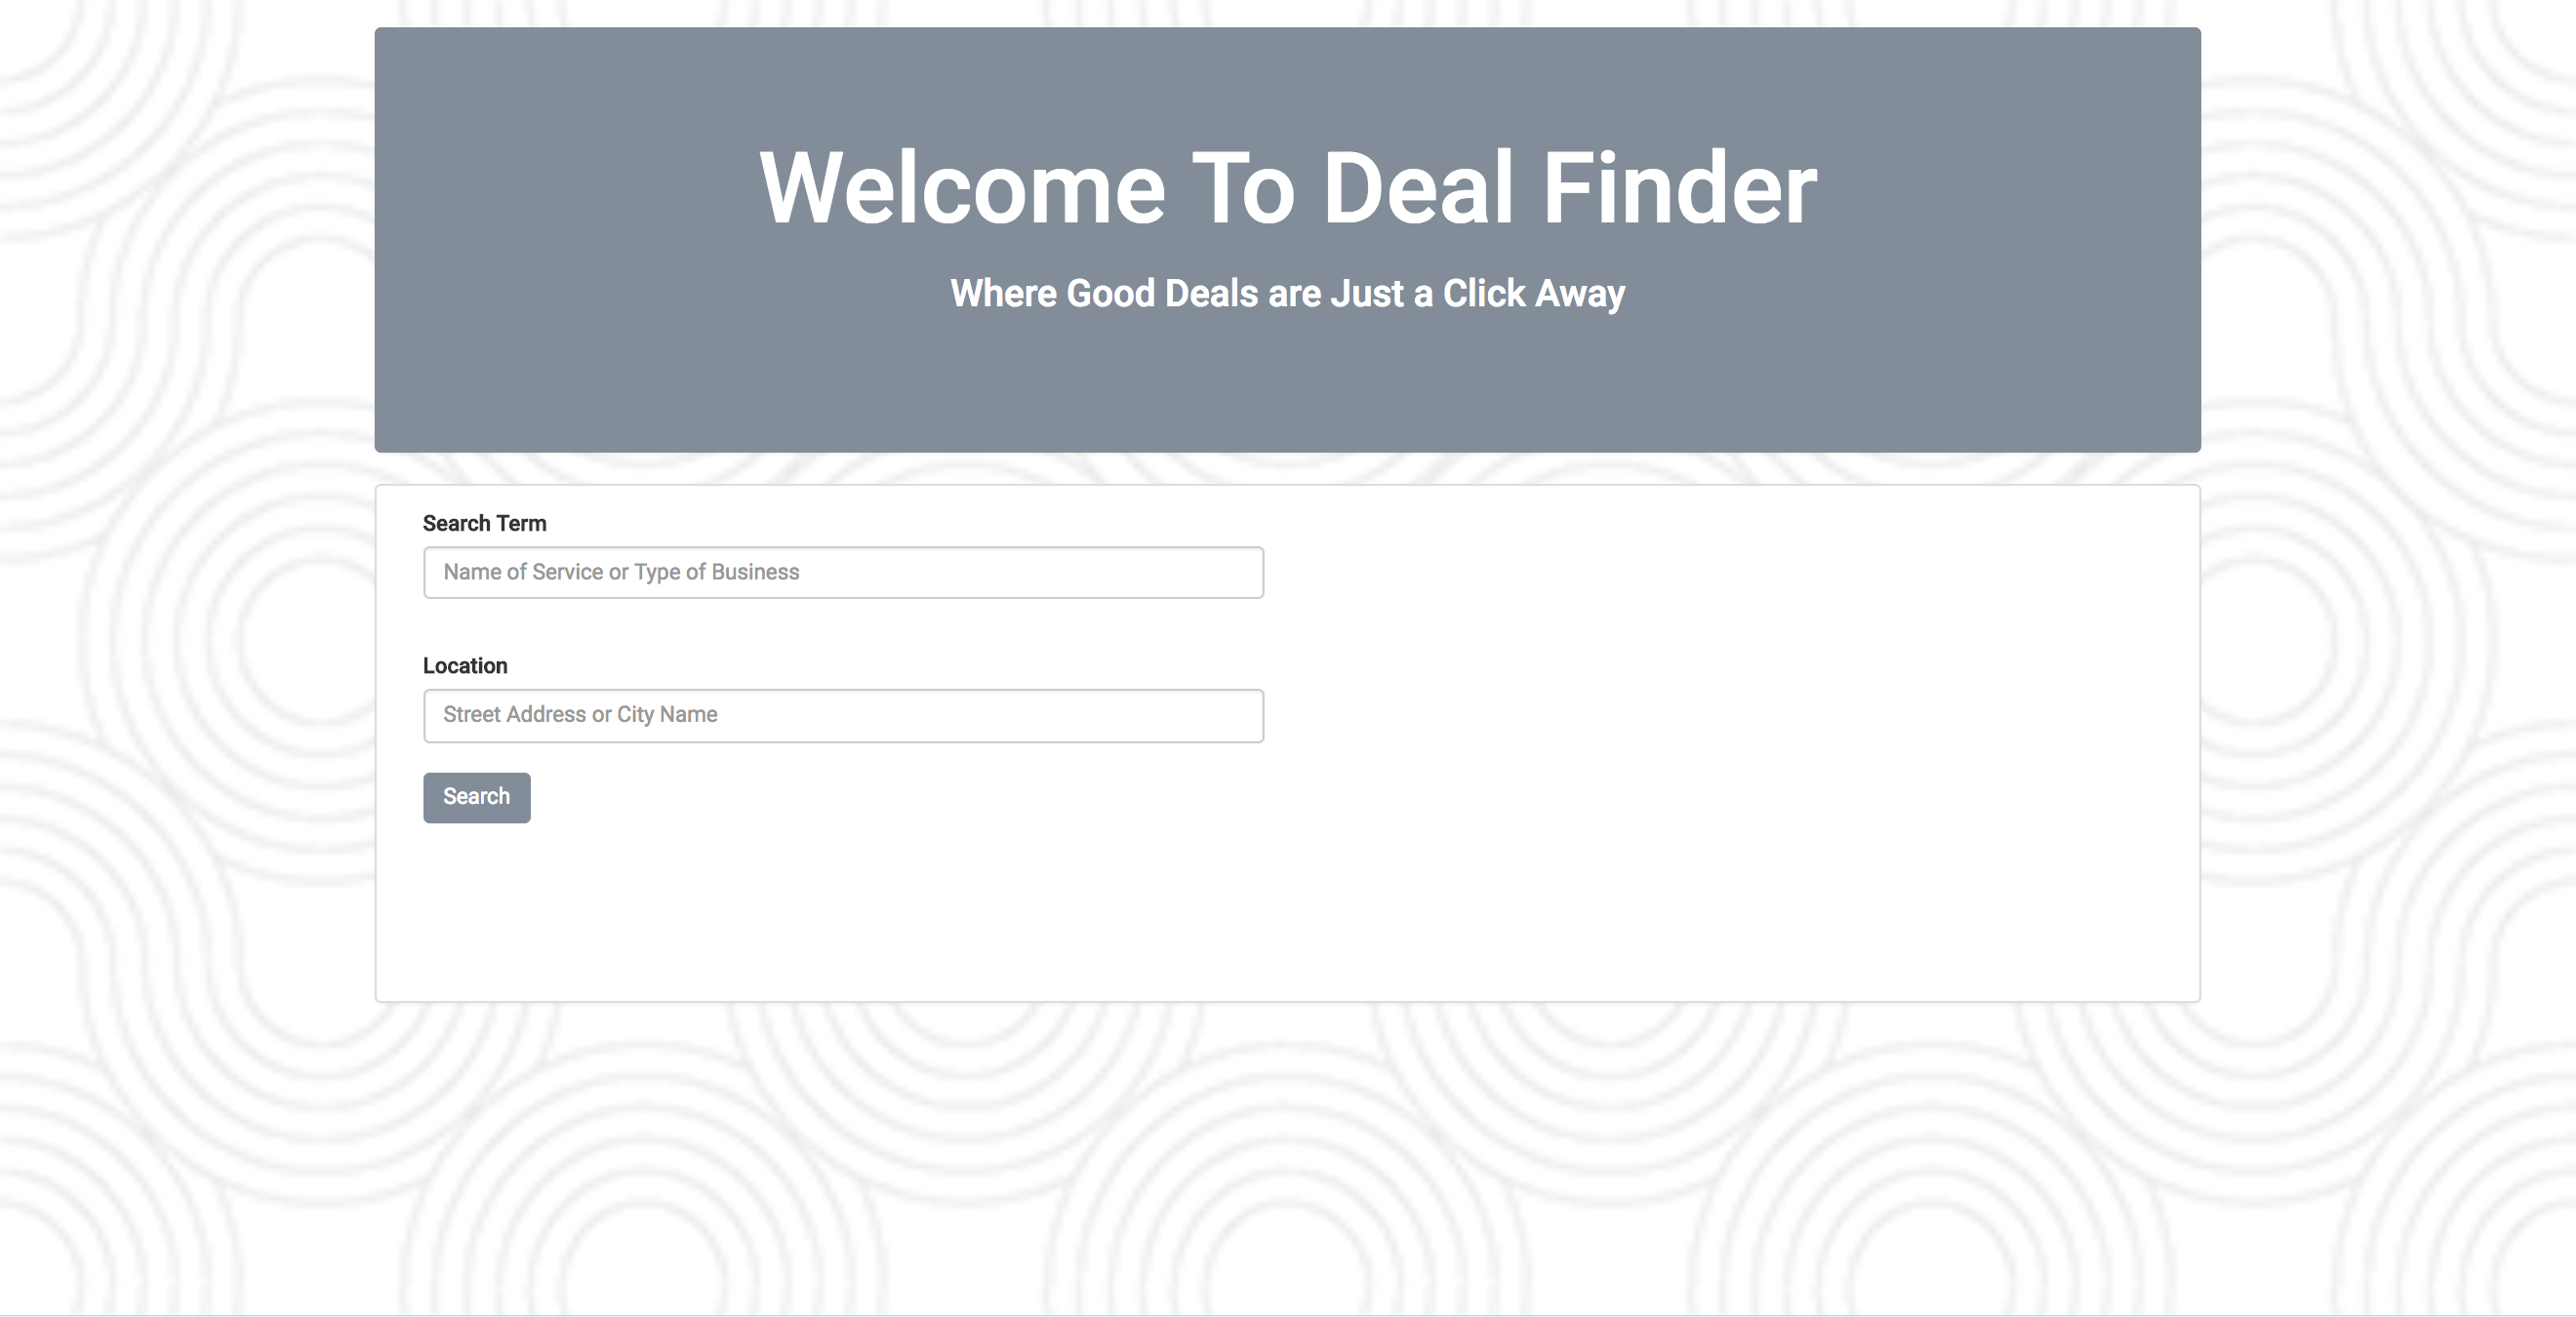 Welcome To Deal Finder
Where Good Deals are Just a Click Away
Search Term
Name of Service or Type of Business
Location
Street Address or City Name
Search